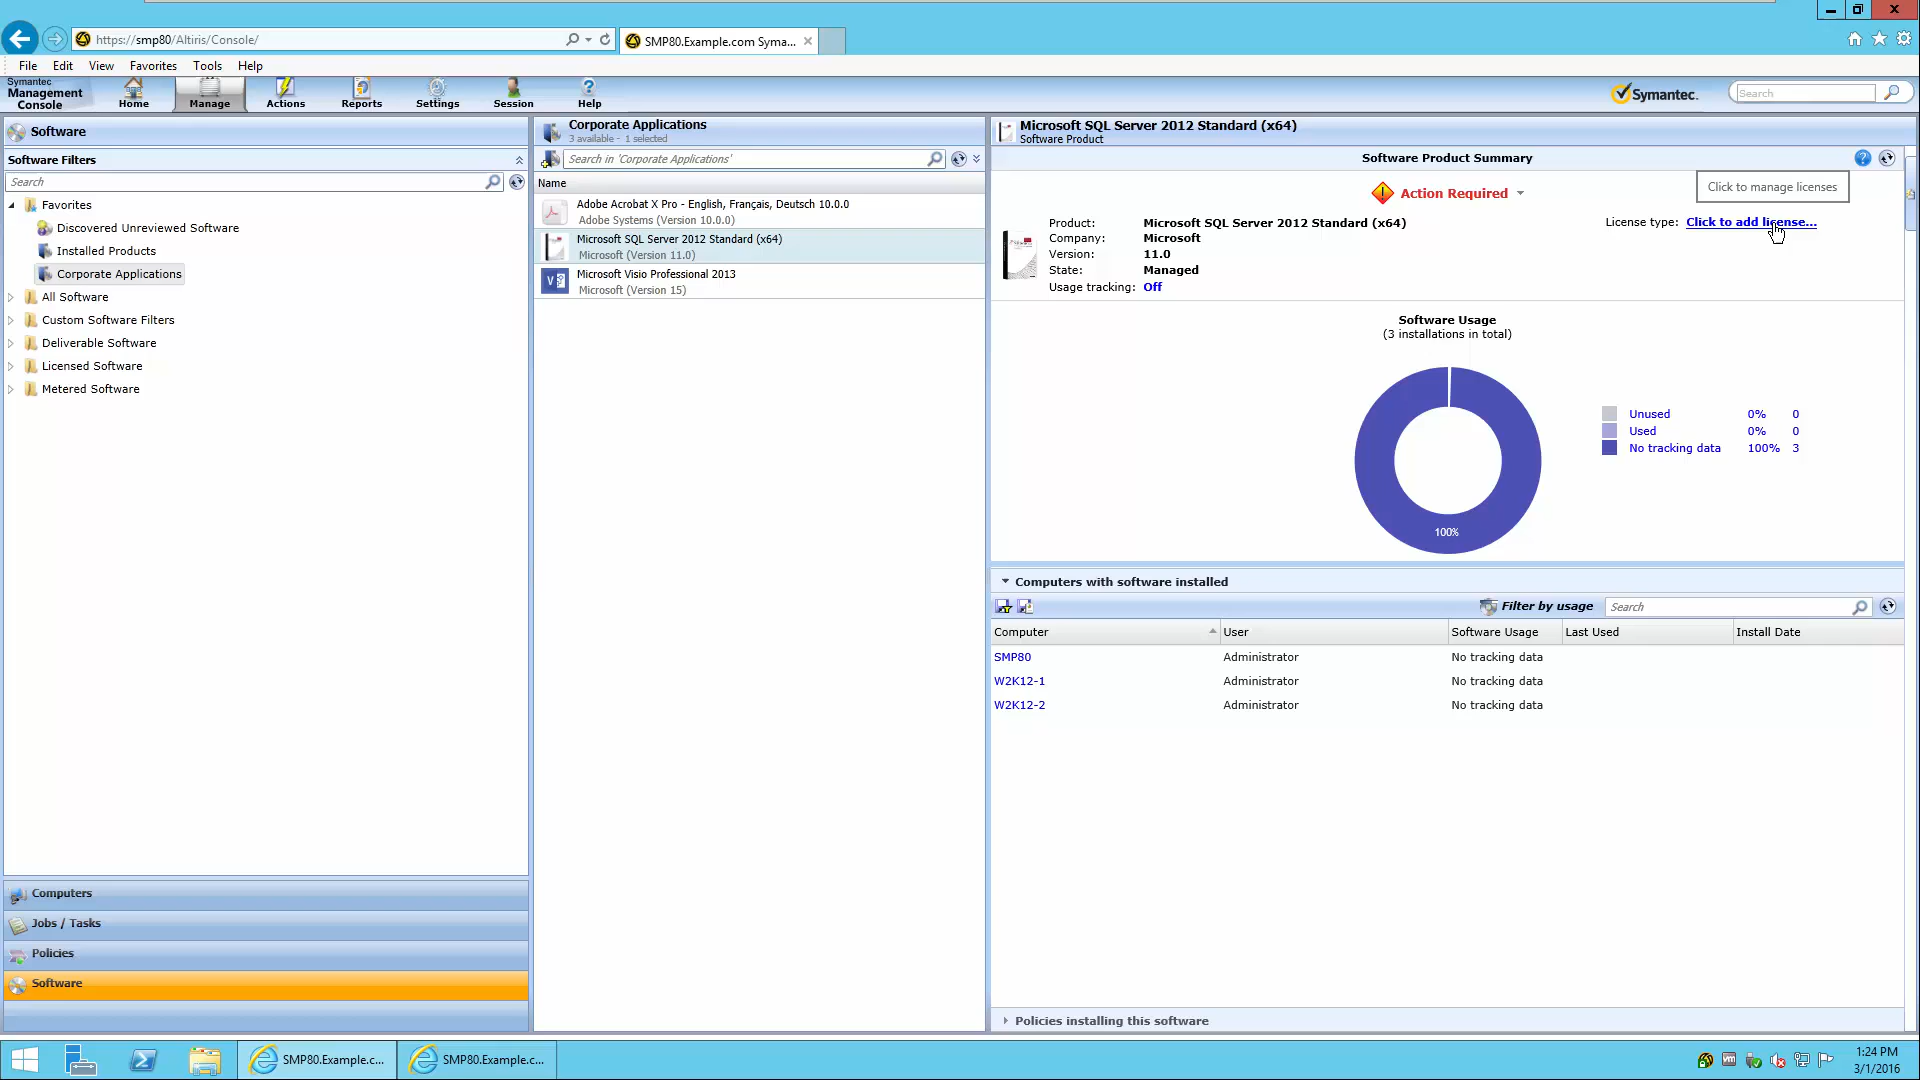 https://smp80/Altiris/Console/
SMP80.Example.com Syma...
File Edit View Favorites Tools Help
Symantec
Management
Console
Home
Manage
Actions
Reports
Settings
Session
Help
Symantec.
Search
Software
Software Filters
Search
Favorites
Discovered Unreviewed Software
Installed Products
Corporate Applications
All Software
Custom Software Filters
Deliverable Software
Licensed Software
Metered Software
Computers
Jobs / Tasks
Policies
Software
Corporate Applications
3 available - 1 selected
Search in 'Corporate Applications'
Name
Adobe Acrobat X Pro - English, Français, Deutsch 10.0.0
Adobe Systems (Version 10.0.0)
Microsoft SQL Server 2012 Standard (x64)
Microsoft (Version 11.0)
Microsoft Visio Professional 2013
Microsoft (Version 15)
Microsoft SQL Server 2012 Standard (x64)
Software Product
Software Product Summary
Action Required
Click to manage licenses
Product: Microsoft SQL Server 2012 Standard (x64)
License type: Click to add license...
Company: Microsoft
Version: 11.0
State: Managed
Usage tracking: Off
Software Usage
(3 installations in total)
Unused 0% 0
Used 0% 0
No tracking data 100% 3
100%
Computers with software installed
Filter by usage
Search
Computer User Software Usage Last Used Install Date
SMP80 Administrator No tracking data
W2K12-1 Administrator No tracking data
W2K12-2 Administrator No tracking data
Policies installing this software
SMP80.Example.c...
SMP80.Example.c...
1:24 PM
3/1/2016